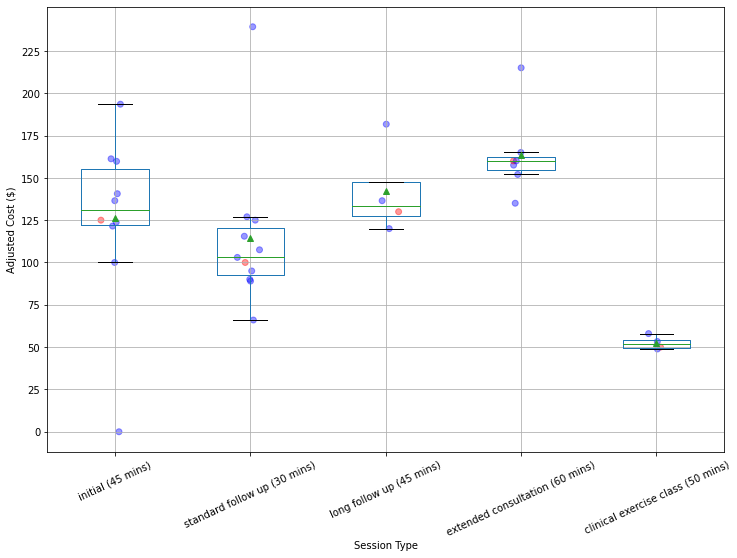 Adjusted Cost ($)
225
200
175
150
125
100
75
50
25
0
initial (45 mins)
standard follow up (30 mins)
long follow up (45 mins)
extended consultation (60 mins)
clinical exercise class (50 mins)
Session Type